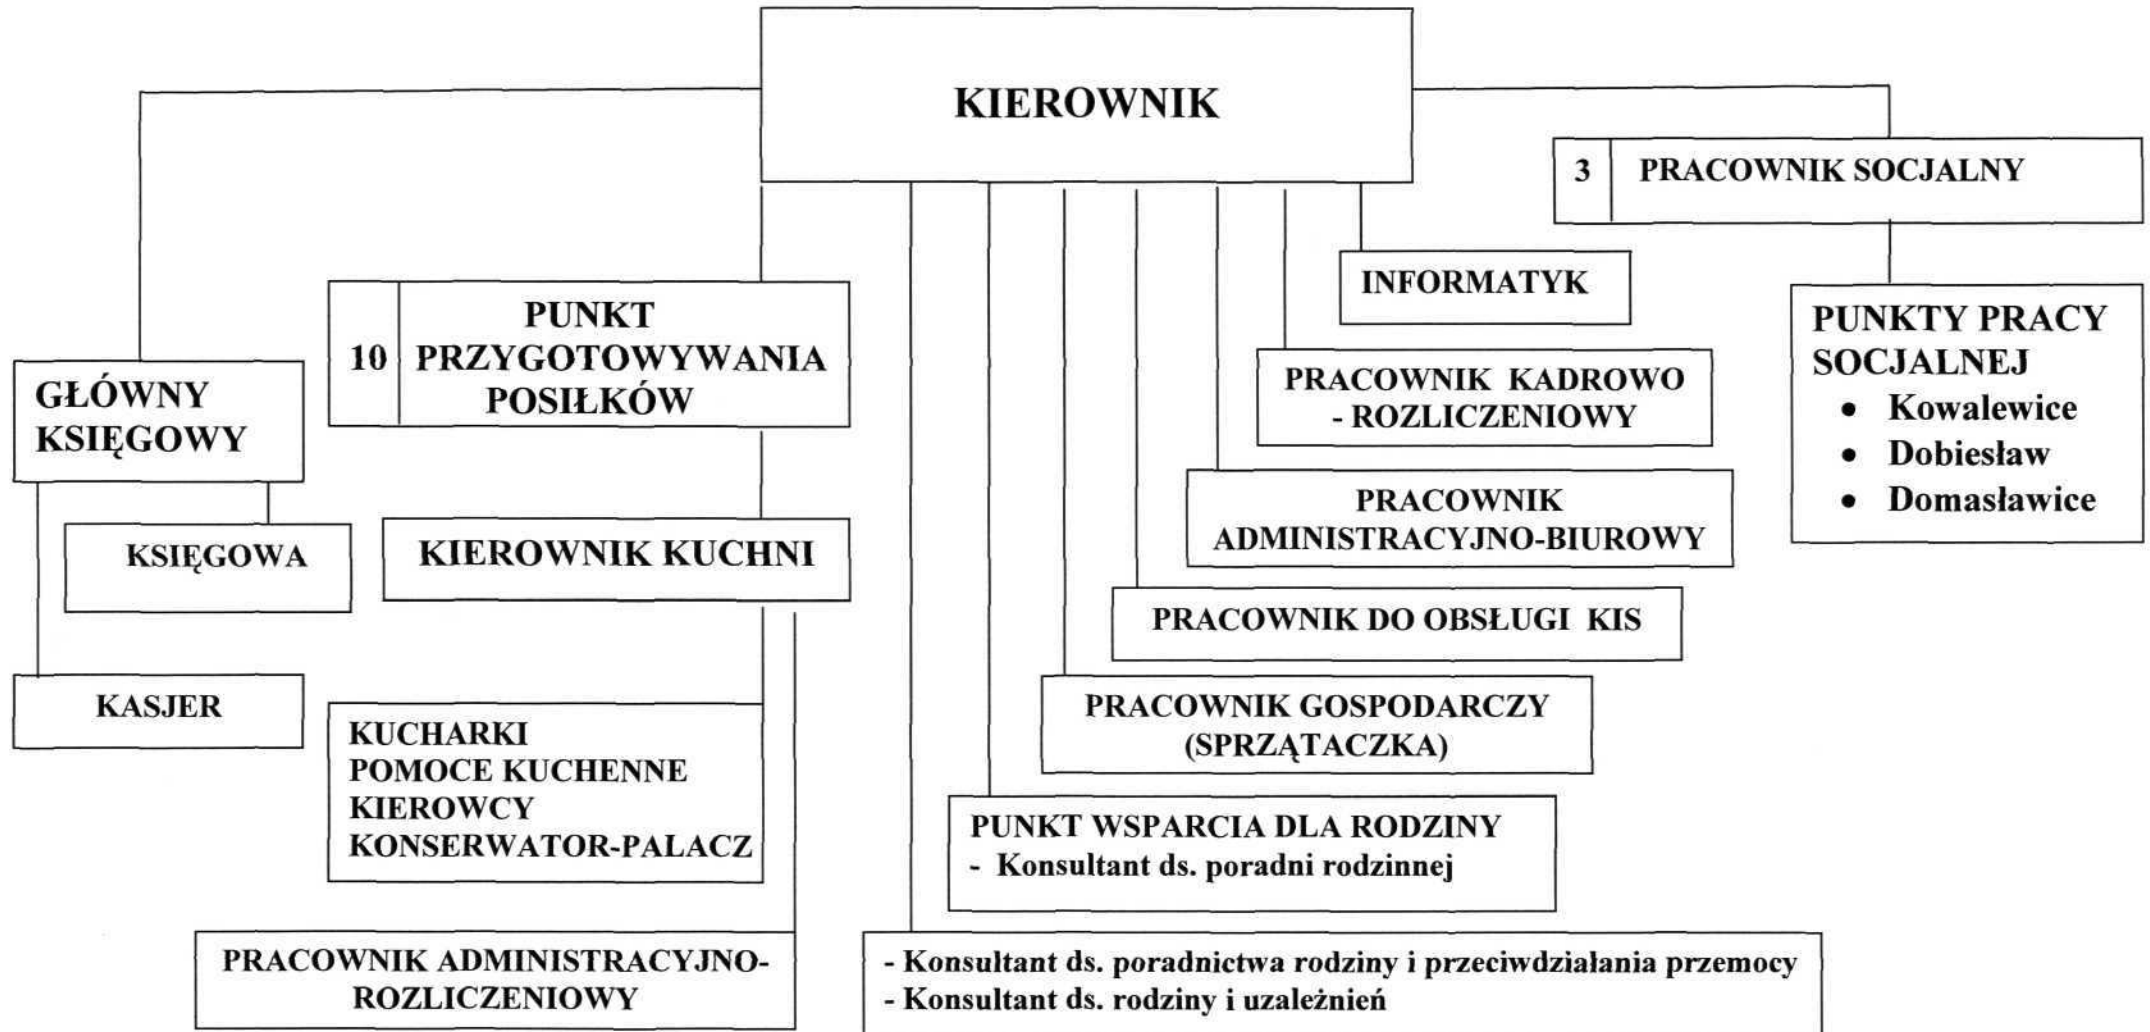 KIEROWNIK
3 PRACOWNIK SOCJALNY
INFORMATYK
PUNKTY PRACY
SOCJALNEJ
• Kowalewice
• Dobiesław
• Domasławice
PUNKT
10 PRZYGOTOWYWANIA
POSIŁKÓW
GŁÓWNY
KSIĘGOWY
PRACOWNIK KADROWO
- ROZLICZENIOWY
PRACOWNIK
ADMINISTRACYJNO-BIUROWY
KSIĘGOWA
KIEROWNIK KUCHNI
PRACOWNIK DO OBSŁUGI KIS
KASJER
PRACOWNIK GOSPODARCZY
(SPRZĄTACZKA)
KUCHARKI
POMOCE KUCHENNE
KIEROWCY
KONSERWATOR-PALACZ
PUNKT WSPARCIA DLA RODZINY
- Konsultant ds. poradni rodzinnej
PRACOWNIK ADMINISTRACYJNO-
ROZLICZENIOWY
- Konsultant ds. poradnictwa rodziny i przeciwdziałania przemocy
- Konsultant ds. rodziny i uzależnień